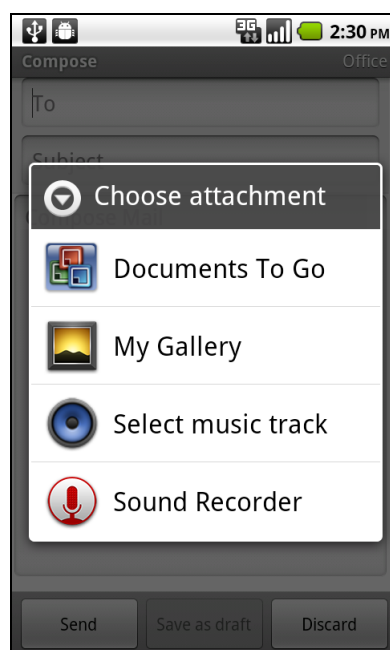 3G
2:30 PM
Compose Office
To
Subject
Choose attachment
Compose Mail
Documents To Go
My Gallery
Select music track
Sound Recorder
Send Save as draft Discard